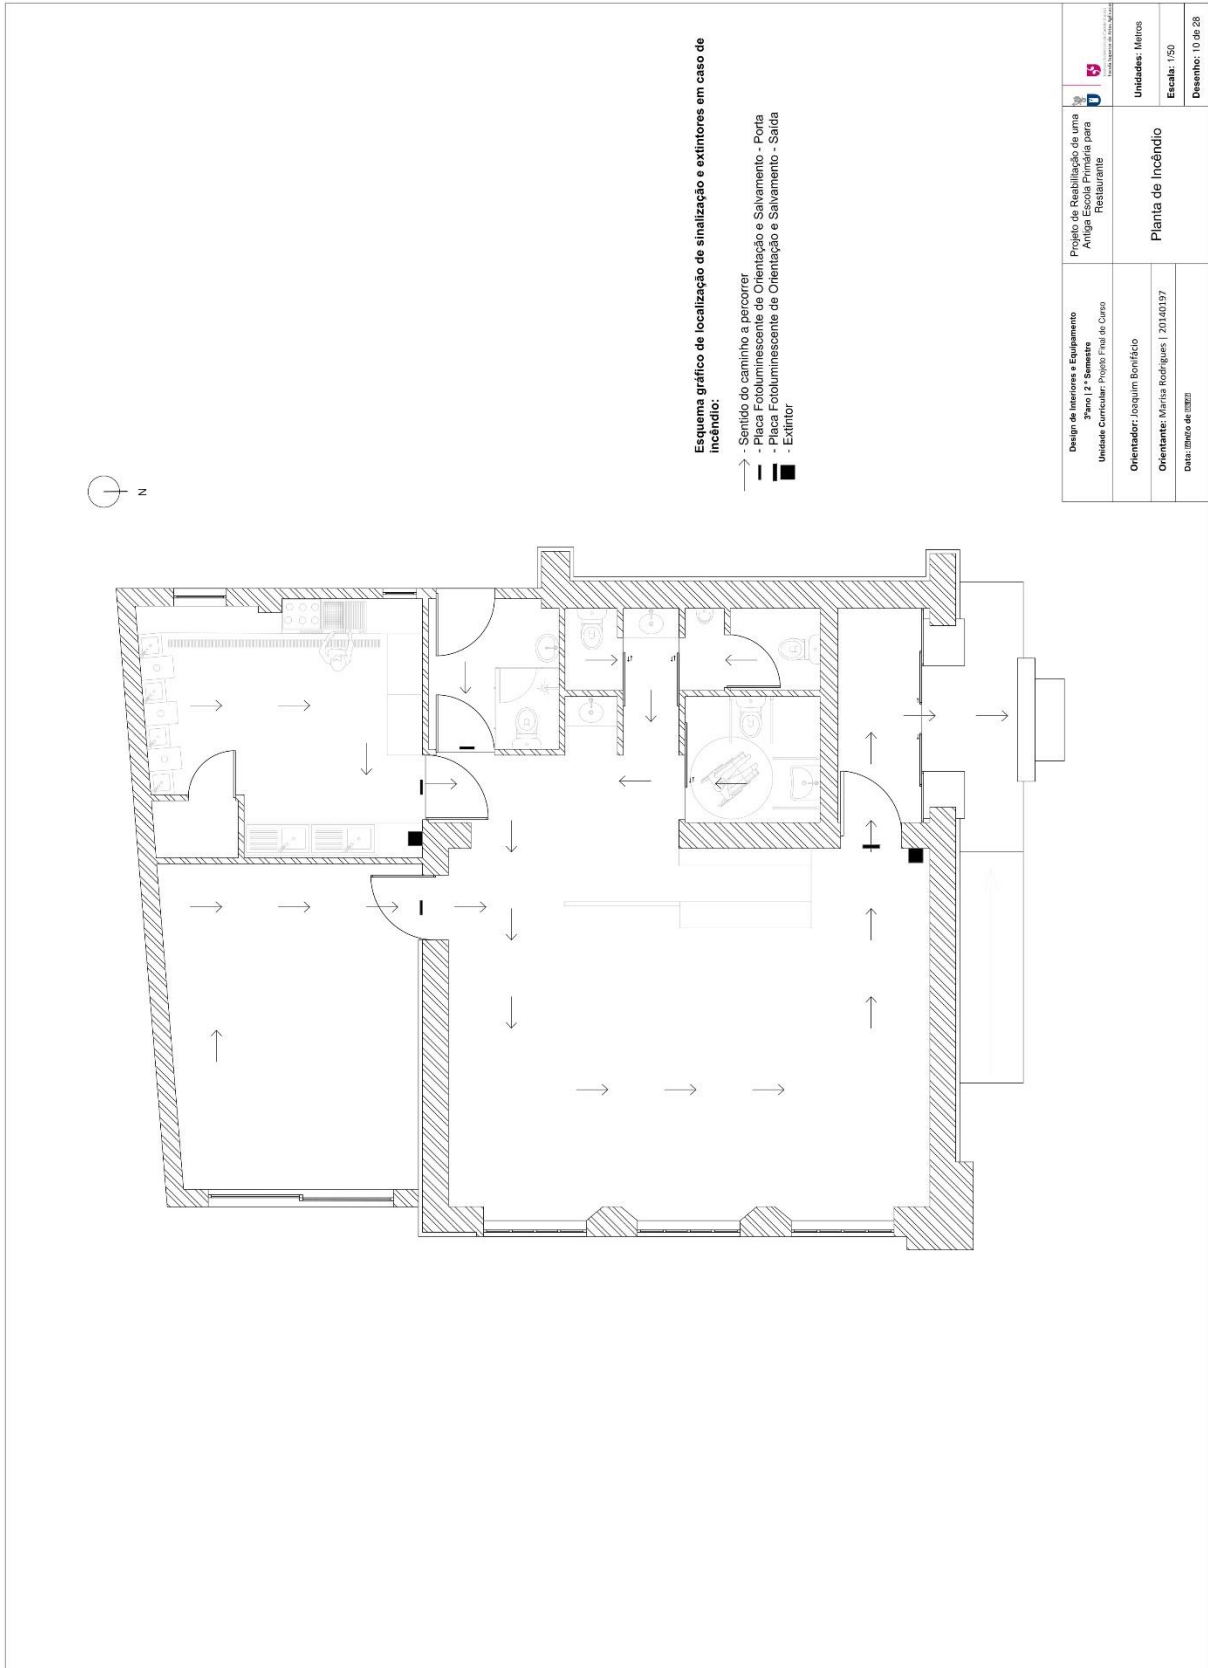 N
Esquema gráfico de localização de sinalização e extintores em caso de
incêndio:
- Sentido do caminho a percorrer
- Placa Fotoluminescente de Orientação e Salvamento - Porta
- Placa Fotoluminescente de Orientação e Salvamento - Saída
- Extintor
Design de Interiores e Equipamento
3ºano | 2 º Semestre
Unidade Curricular: Projeto Final de Curso
Orientador: Joaquim Bonifácio
Orientante: Marisa Rodrigues | 20140197
Data:
Projeto de Reabilitação de uma
Antiga Escola Primária para
Restaurante
Planta de Incêndio
Unidades: Metros
Escala: 1/50
Desenho: 10 de 28